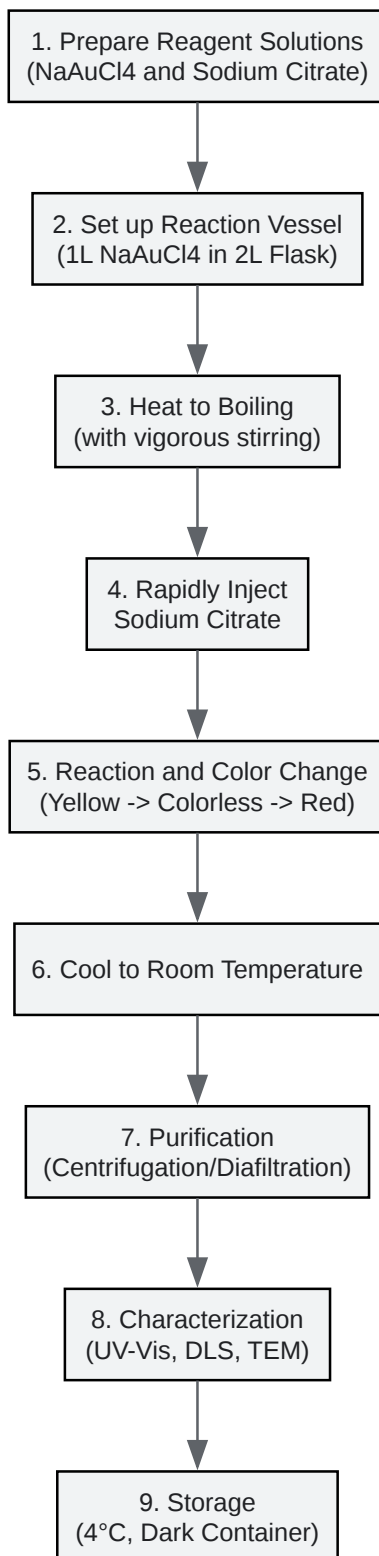 1. Prepare Reagent Solutions
(NaAuCl4 and Sodium Citrate)
2. Set up Reaction Vessel
(1L NaAuCl4 in 2L Flask)
3. Heat to Boiling
(with vigorous stirring)
4. Rapidly Inject
Sodium Citrate
5. Reaction and Color Change
(Yellow -> Colorless -> Red)
6. Cool to Room Temperature
7. Purification
(Centrifugation/Diafiltration)
8. Characterization
(UV-Vis, DLS, TEM)
9. Storage
(4°C, Dark Container)